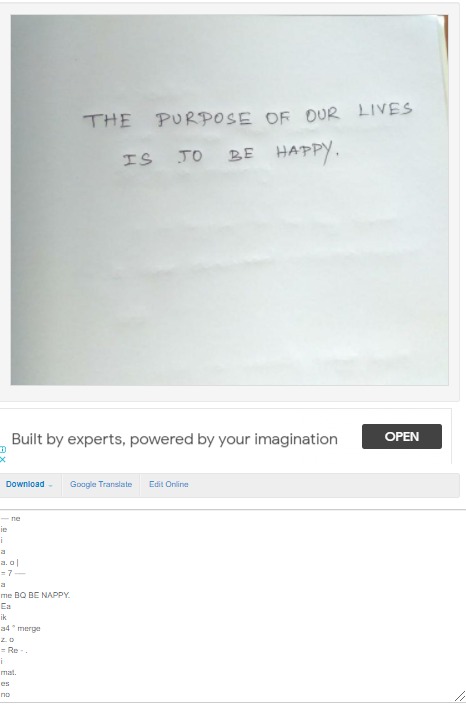 THE PURPOSE OF OUR LIVES
IS TO BE HAPPY.
Built by experts, powered by your imagination
OPEN
Download
Google Translate
Edit Online
— ne
ie
i
a
a. o |
= 7 —
a
me BQ BE NAPPY.
Ea
ik
a4 " merge
z. o
= Re - .
i
mat.
es
no